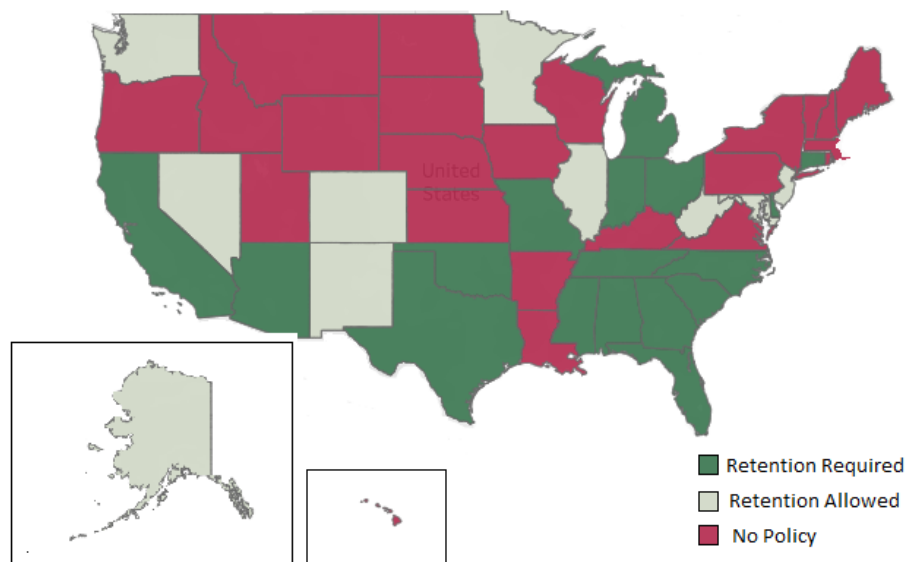 United
States
Retention Required
Retention Allowed
No Policy